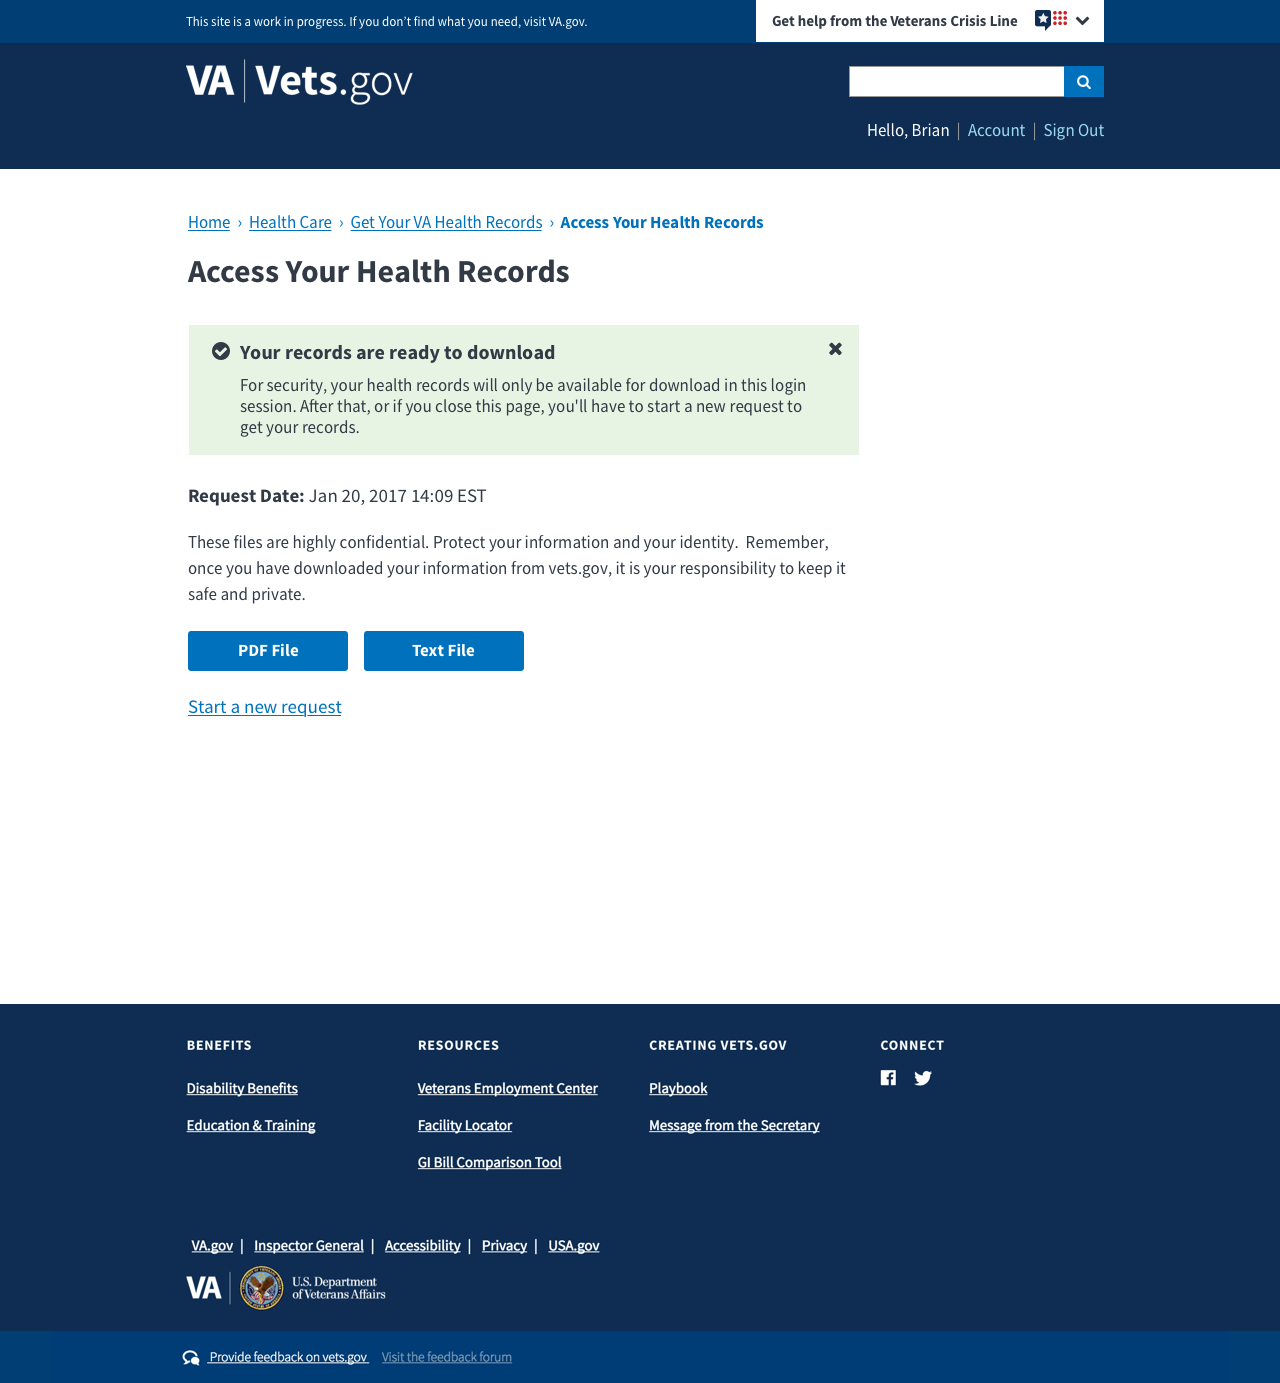 This site is a work in progress. If you don't find what you need, visit VA.gov.
Get help from the Veterans Crisis Line
VA | Vets.gov
Hello, Brian | Account | Sign Out
Home › Health Care › Get Your VA Health Records › Access Your Health Records
Access Your Health Records
Your records are ready to download
For security, your health records will only be available for download in this login
session. After that, or if you close this page, you'll have to start a new request to
get your records.
Request Date: Jan 20, 2017 14:09 EST
These files are highly confidential. Protect your information and your identity.  Remember,
once you have downloaded your information from vets.gov, it is your responsibility to keep it
safe and private.
PDF File
Text File
Start a new request
BENEFITS
Disability Benefits
Education & Training
RESOURCES
Veterans Employment Center
Facility Locator
GI Bill Comparison Tool
CREATING VETS.GOV
Playbook
Message from the Secretary
CONNECT
VA.gov | Inspector General | Accessibility | Privacy | USA.gov
VA
U.S. Department
of Veterans Affairs
Provide feedback on vets.gov Visit the feedback forum